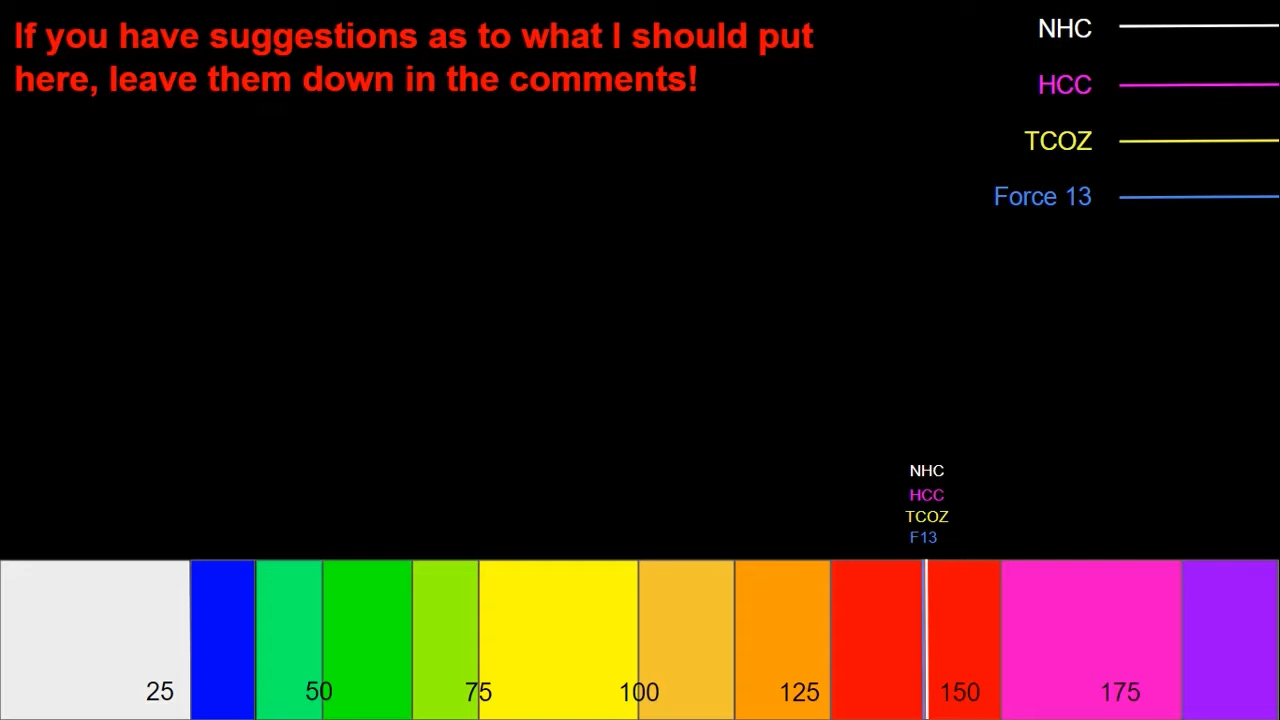 If you have suggestions as to what I should put
here, leave them down in the comments!
NHC
HCC
TCOZ
Force 13
NHC
HCC
TCOZ
F13
25 50 75 100 125 150 175